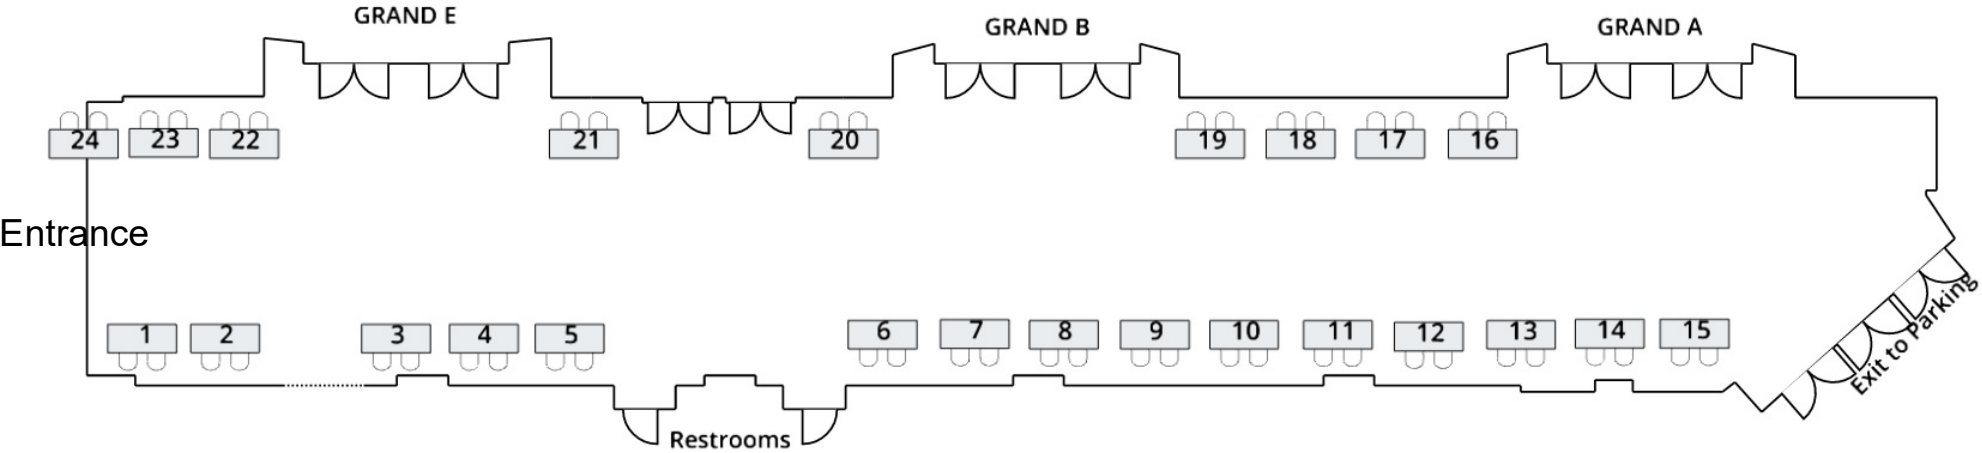 GRAND E
GRAND B
GRAND A
24 23 22 21 20 19 18 17 16
Entrance
1 2 3 4 5 6 7 8 9 10 11 12 13 14 15
Exit to Parking
Restrooms